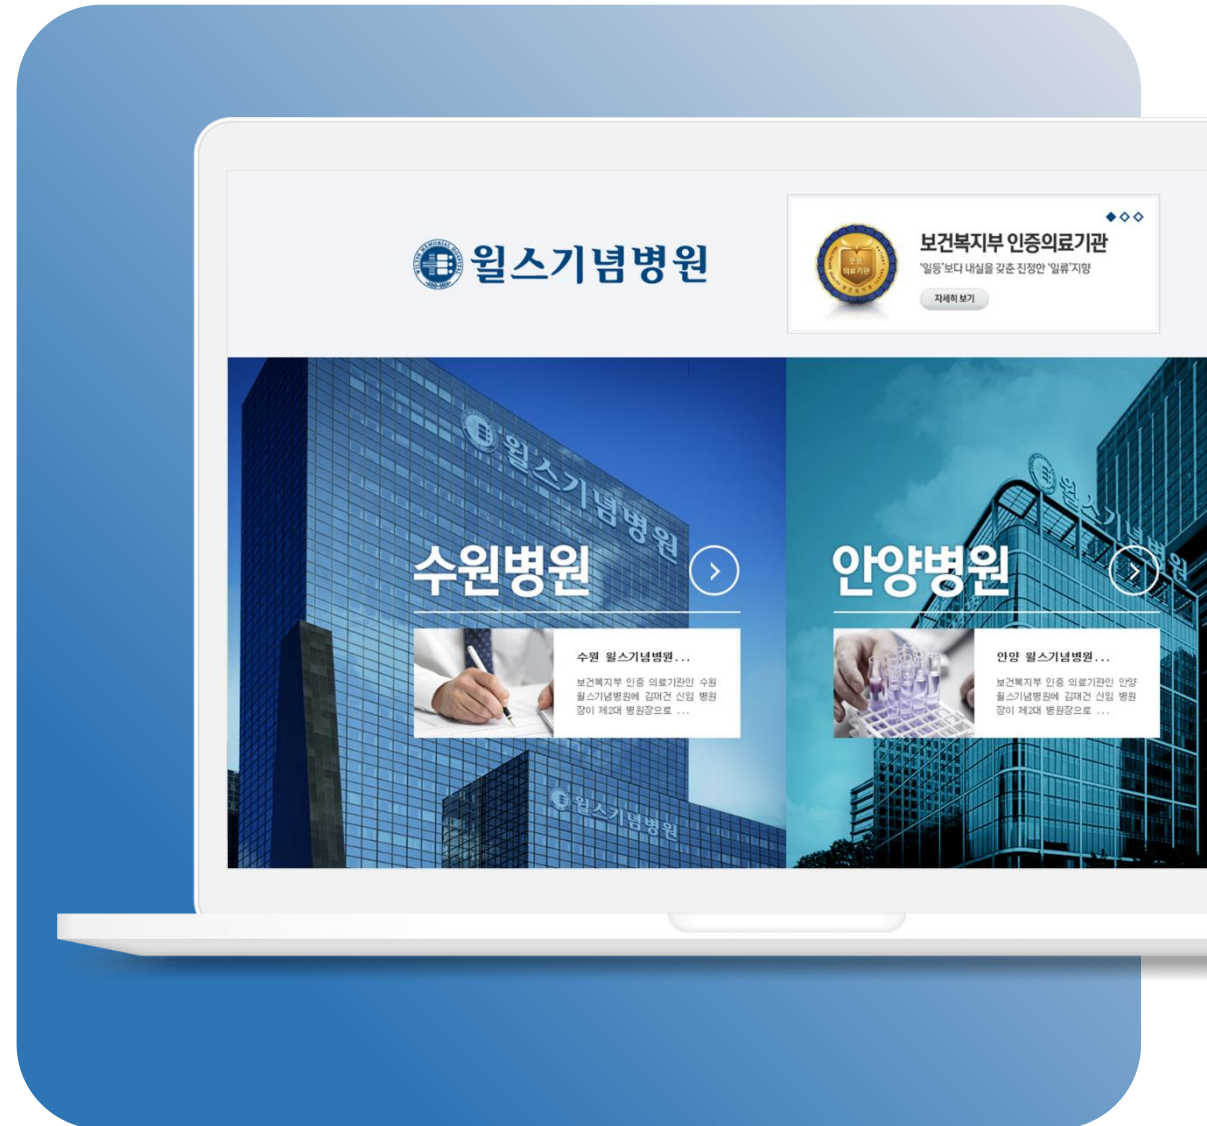 윌스기념병원
보건복지부 인증의료기관
'일등'보다 내실을 갖춘 진정한 '일류'지향
자세히 보기
인증
의료기관
윌스기념병원
윌스기념병원
수원병원
안양병원
수원 윌스기념병원...
보건복지부 인증 의료기관인 수원
윌스기념병원에 김재건 신임 병원
장이 제2대 병원장으로 ...
안양 윌스기념병원...
보건복지부 인증 의료기관인 안양
윌스기념병원에 김재건 신임 병원
장이 제2대 병원장으로 ...
윌스기념병원